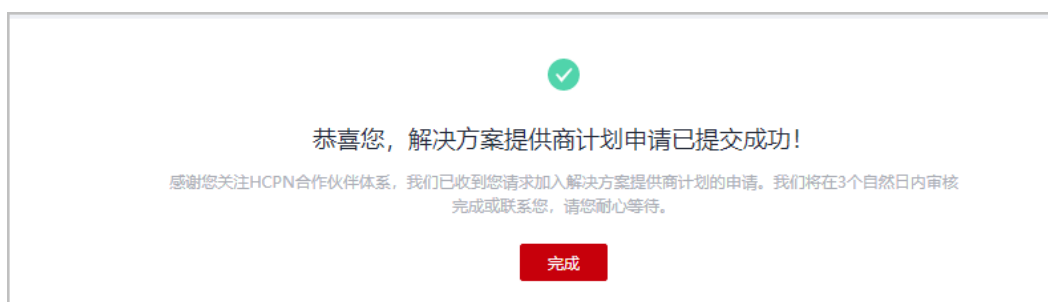 恭喜您，解决方案提供商计划申请已提交成功！
感谢您关注HCPN合作伙伴体系，我们已收到您请求加入解决方案提供商计划的申请。我们将在3个自然日内审核
完成或联系您，请您耐心等待。
完成